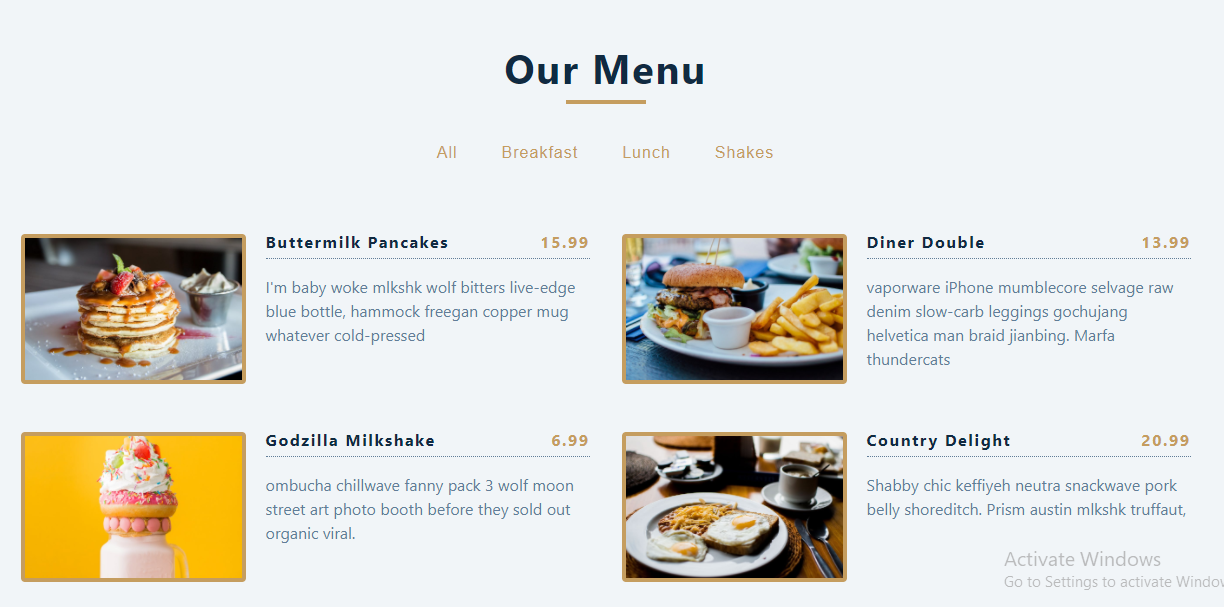 Our Menu
All Breakfast Lunch Shakes
Buttermilk Pancakes 15.99
I'm baby woke mlkshk wolf bitters live-edge
blue bottle, hammock freegan copper mug
whatever cold-pressed
Diner Double 13.99
vaporware iPhone mumblecore selvage raw
denim slow-carb leggings gochujang
helvetica man braid jianbing. Marfa
thundercats
Godzilla Milkshake 6.99
ombucha chillwave fanny pack 3 wolf moon
street art photo booth before they sold out
organic viral.
Country Delight 20.99
Shabby chic keffiyeh neutra snackwave pork
belly shoreditch. Prism austin mlkshk truffaut,
Activate Windows
Go to Settings to activate Window